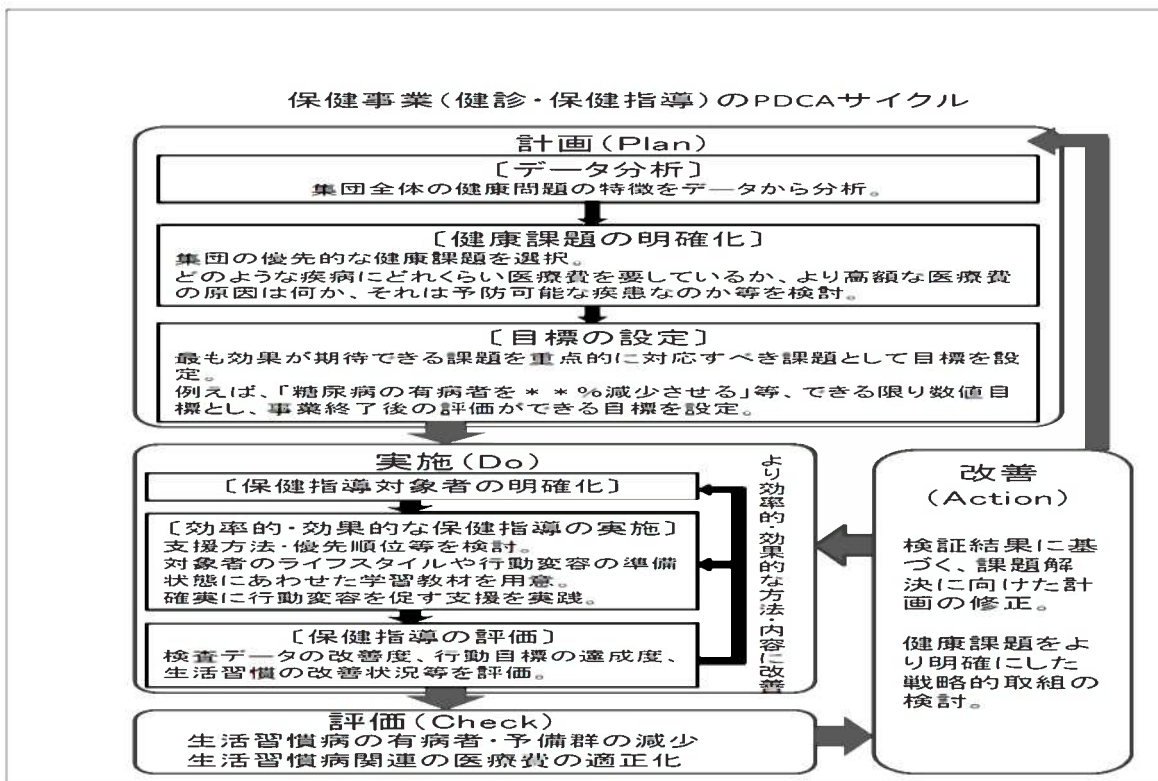 保健事業(健診・保健指導)のPDCAサイクル
計画(Plan)
〔データ分析〕
集団全体の健康問題の特徴をデータから分析。
〔健康課題の明確化〕
集団の優先的な健康課題を選択。
どのような疾病にどれくらい医療費を要しているか、より高額な医療費
の原因は何か、それは予防可能な疾患なのか等を検討。
〔目標の設定〕
最も効果が期待できる課題を重点的に対応すべき課題として目標を設
定。
例えば、「糖尿病の有病者を**%減少させる」等、できる限り数値目
標とし、事業終了後の評価ができる目標を設定。
実施(Do)
〔保健指導対象者の明確化〕
〔効率的・効果的な保健指導の実施〕
支援方法・優先順位等を検討。
対象者のライフスタイルや行動変容の準備
状態にあわせた学習教材を用意。
確実に行動変容を促す支援を実践。
〔保健指導の評価〕
検査データの改善度、行動目標の達成度、
生活習慣の改善状況等を評価。
より効率的・効果的な方法・内容に改善
評価(Check)
生活習慣病の有病者・予備群の減少
生活習慣病関連の医療費の適正化
改善
(Action)
検証結果に基
づく、課題解
決に向けた計
画の修正。
健康課題をよ
り明確にした
戦略的取組の
検討。